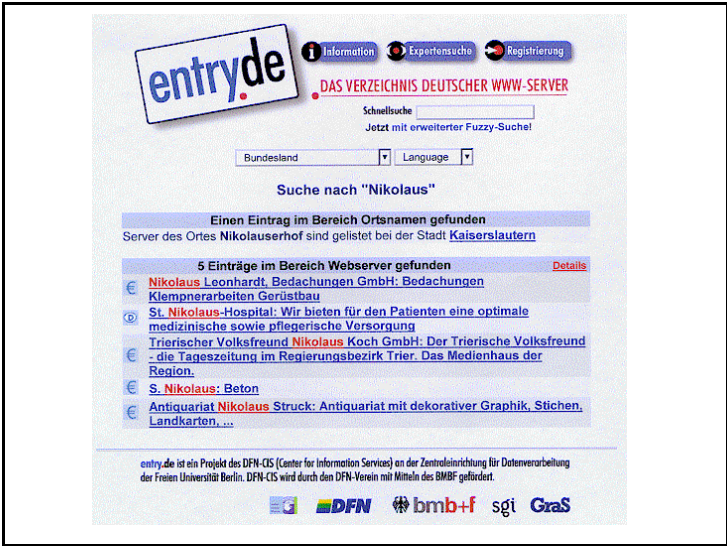 entry.de
Information
Expertensuche
Registrierung
DAS VERZEICHNIS DEUTSCHER WWW-SERVER
Schnellsuche
Jetzt mit erweiterter Fuzzy-Suche!
Bundesland
Language
Suche nach "Nikolaus"
Einen Eintrag im Bereich Ortsnamen gefunden
Server des Ortes Nikolauserhof sind gelistet bei der Stadt Kaiserslautern
5 Einträge im Bereich Webserver gefunden Details
€ Nikolaus Leonhardt, Bedachungen GmbH: Bedachungen
Klempnerarbeiten Gerüstbau
D St. Nikolaus-Hospital: Wir bieten für den Patienten eine optimale
medizinische sowie pflegerische Versorgung
€ Trierischer Volksfreund Nikolaus Koch GmbH: Der Trierische Volksfreund
- die Tageszeitung im Regierungsbezirk Trier. Das Medienhaus der
Region.
€ S. Nikolaus: Beton
€ Antiquariat Nikolaus Struck: Antiquariat mit dekorativer Graphik, Stichen,
Landkarten, ...
entry.de ist ein Projekt des DFN-CIS (Center for Information Services) an der Zentraleinrichtung für Datenverarbeitung
der Freien Universität Berlin. DFN-CIS wird durch den DFN-Verein mit Mitteln des BMBF gefördert.
DFN
bmb+f
sgi
GraS